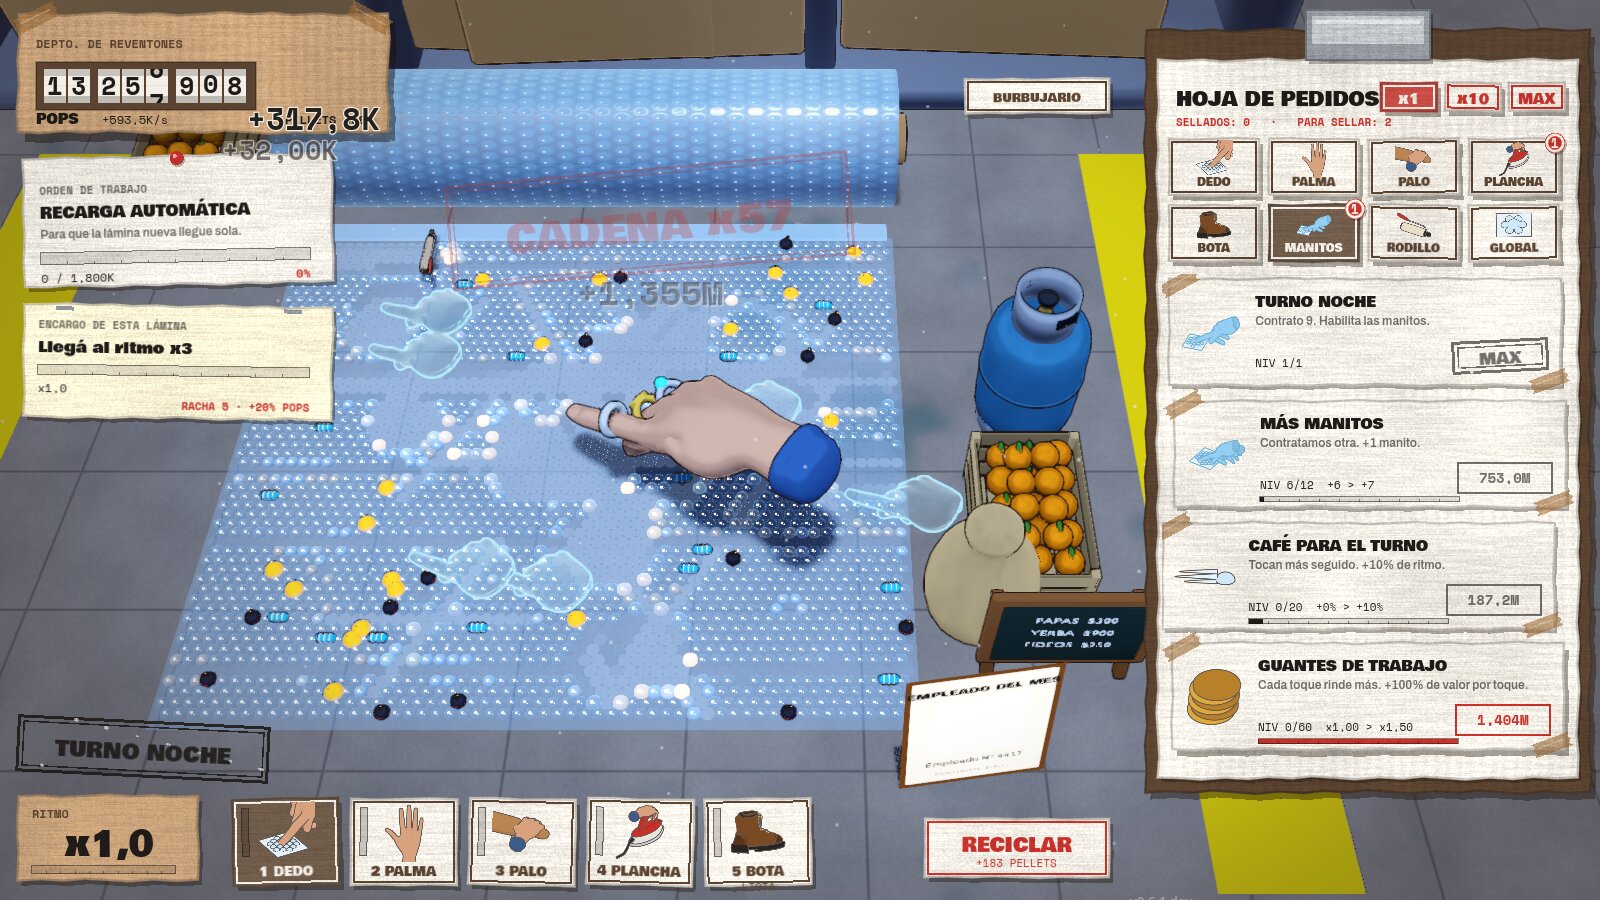 DEPTO. DE REVENTONES
POPS
+593,5K/s
+317,8K
+32,00K
ORDEN DE TRABAJO
RECARGA AUTOMÁTICA
Para que la lámina nueva llegue sola.
0 / 1.800K
0%
ENCARGO DE ESTA LÁMINA
Llegá al ritmo x3
x1,0
RACHA 5 · +20% POPS
CADENA x57
+1,355M
TURNO NOCHE
RITMO
x1,0
1 DEDO
2 PALMA
3 PALO
4 PLANCHA
5 BOTA
BURBUJARIO
PAPAS $300
YERBA $900
FIDEOS $250
EMPLEADO DEL MES
RECICLAR
+183 PELLETS
HOJA DE PEDIDOS
x1
x10
MAX
SELLADOS: 0 · PARA SELLAR: 2
DEDO
PALMA
PALO
PLANCHA
1
BOTA
MANITOS
1
RODILLO
GLOBAL
TURNO NOCHE
Contrato 9. Habilita las manitos.
NIV 1/1
MAX
MÁS MANITOS
Contratamos otra. +1 manito.
NIV 6/12 +6 > +7
753,0M
CAFÉ PARA EL TURNO
Tocan más seguido. +10% de ritmo.
NIV 0/20 +0% > +10%
187,2M
GUANTES DE TRABAJO
Cada toque rinde más. +100% de valor por toque.
NIV 0/60 x1,00 > x1,50
1,404M